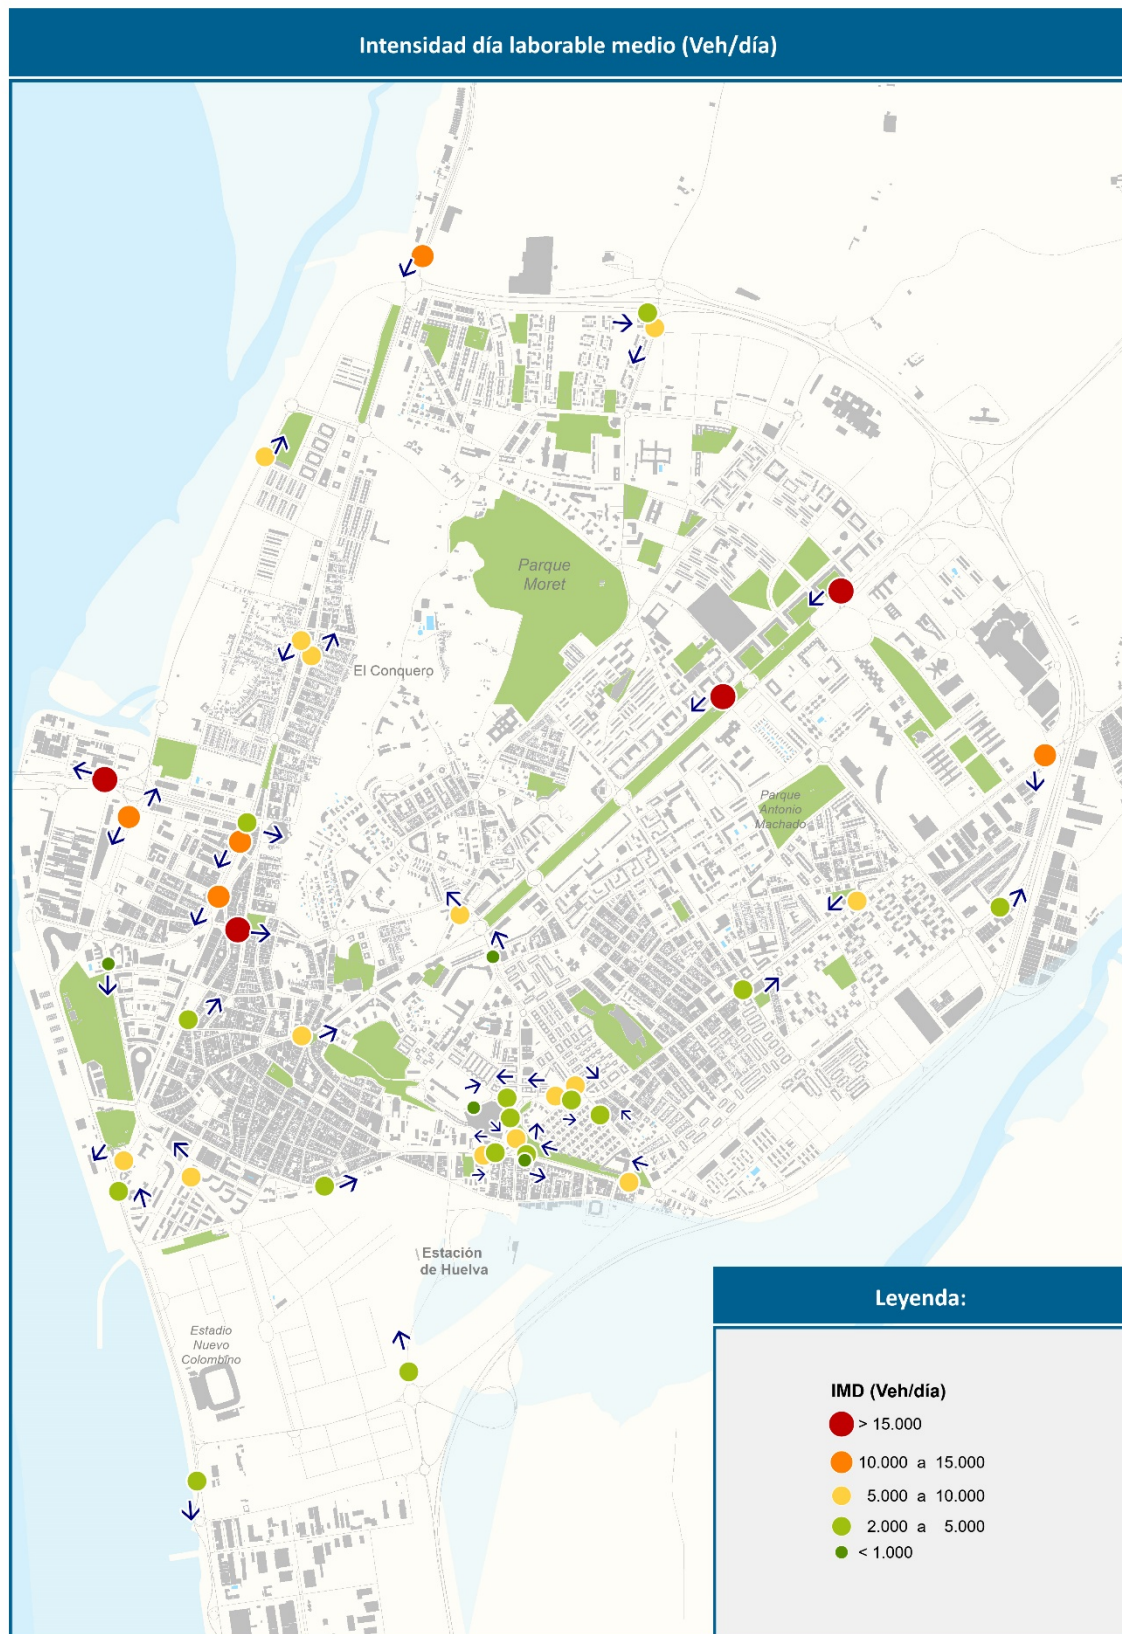 Intensidad día laborable medio (Veh/día)
Parque
Moret
El Conquero
Parque
Antonio
Machado
Estación
de Huelva
Estadio
Nuevo
Colombino
Leyenda:
IMD (Veh/día)
> 15.000
10.000 a 15.000
5.000 a 10.000
2.000 a 5.000
< 1.000